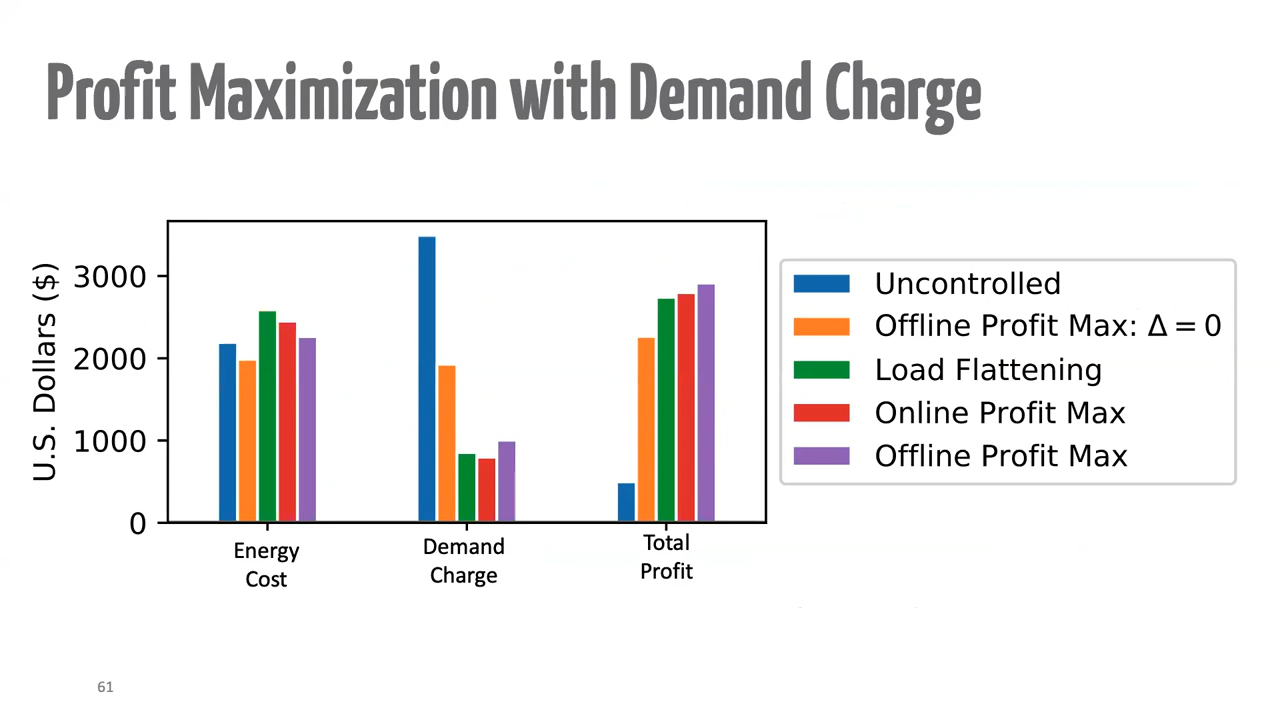 Profit Maximization with Demand Charge
U.S. Dollars ($)
3000
2000
1000
0
Energy
Cost
Demand
Charge
Total
Profit
Uncontrolled
Offline Profit Max: Δ = 0
Load Flattening
Online Profit Max
Offline Profit Max
61